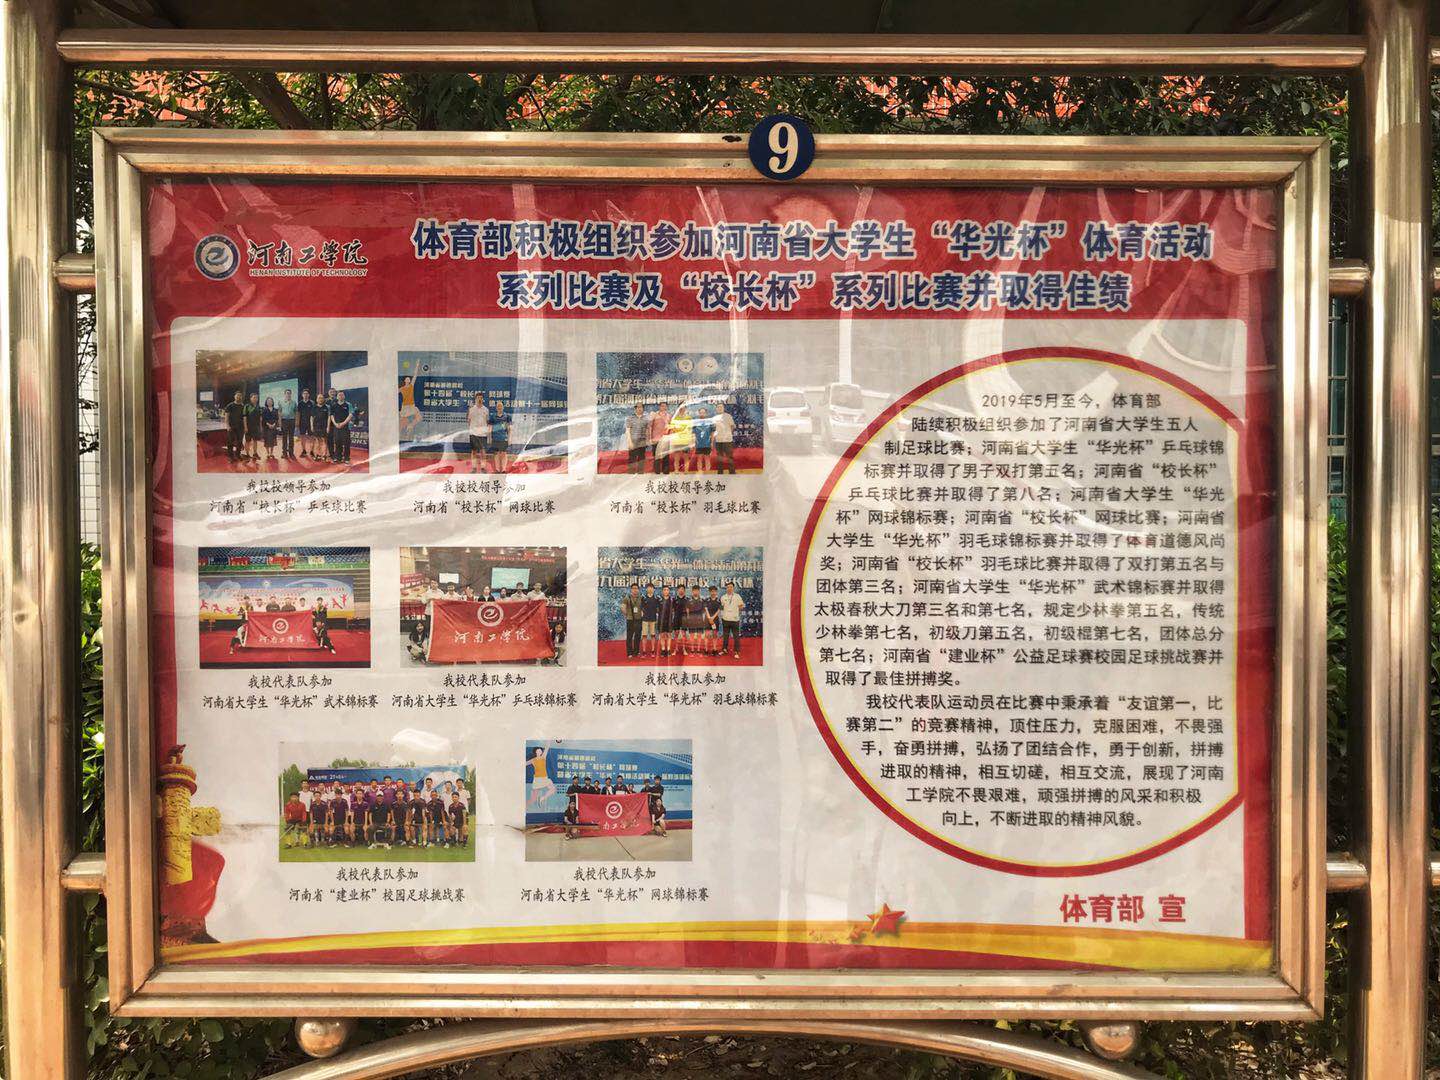 9
河南工学院
HENAN INSTITUTE OF TECHNOLOGY
体育部积极组织参加河南省大学生“华光杯”体育活动
系列比赛及“校长杯”系列比赛并取得佳绩
我校校领导参加
河南省“校长杯”乒乓球比赛
我校校领导参加
河南省“校长杯”网球比赛
我校校领导参加
河南省“校长杯”羽毛球比赛
河南工学院
我校代表队参加
河南省大学生“华光杯”武术锦标赛
河南工学院
我校代表队参加
河南省大学生“华光杯”乒乓球锦标赛
我校代表队参加
河南省大学生“华光杯”羽毛球锦标赛
我校代表队参加
河南省“建业杯”校园足球挑战赛
河南工学院
我校代表队参加
河南省大学生“华光杯”网球锦标赛
2019年5月至今，体育部
陆续积极组织参加了河南省大学生五人
制足球比赛；河南省大学生“华光杯”乒乓球锦
标赛并取得了男子双打第五名；河南省“校长杯”
乒乓球比赛并取得了第八名；河南省大学生“华光
杯”网球锦标赛；河南省“校长杯”网球比赛；河南省
大学生“华光杯”羽毛球锦标赛并取得了体育道德风尚
奖；河南省“校长杯”羽毛球比赛并取得了双打第五名与
团体第三名；河南省大学生“华光杯”武术锦标赛并取得
太极春秋大刀第三名和第七名，规定少林拳第五名，传统
少林拳第七名，初级刀第五名，初级棍第七名，团体总分
第七名；河南省“建业杯”公益足球赛校园足球挑战赛并
取得了最佳拼搏奖。
我校代表队运动员在比赛中秉承着“友谊第一，比
赛第二”的竞赛精神，顶住压力，克服困难，不畏强
手，奋勇拼搏，弘扬了团结合作，勇于创新，拼搏
进取的精神，相互切磋，相互交流，展现了河南
工学院不畏艰难，顽强拼搏的风采和积极
向上，不断进取的精神风貌。
体育部 宣